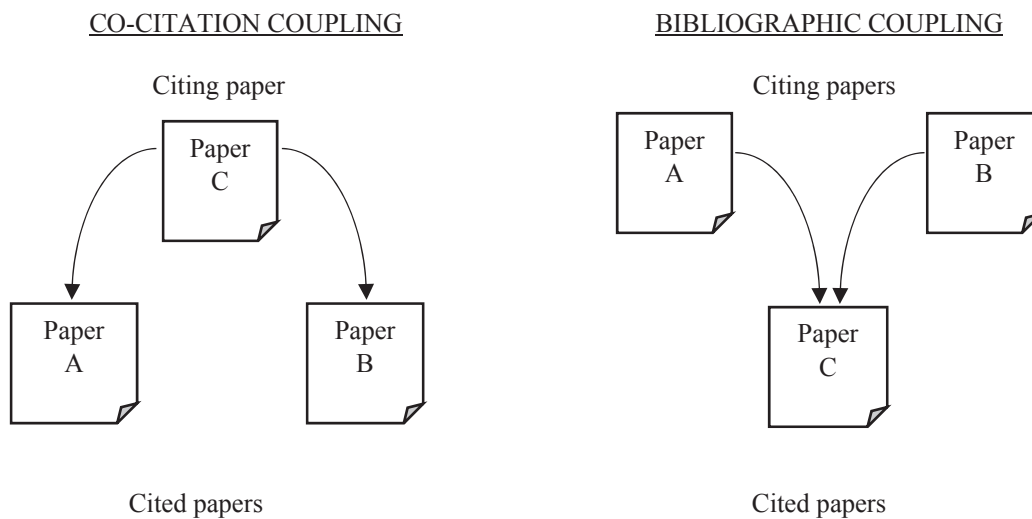 CO-CITATION COUPLING
Citing paper
Paper
C
Paper
A
Paper
B
Cited papers
BIBLIOGRAPHIC COUPLING
Citing papers
Paper
A
Paper
B
Paper
C
Cited papers